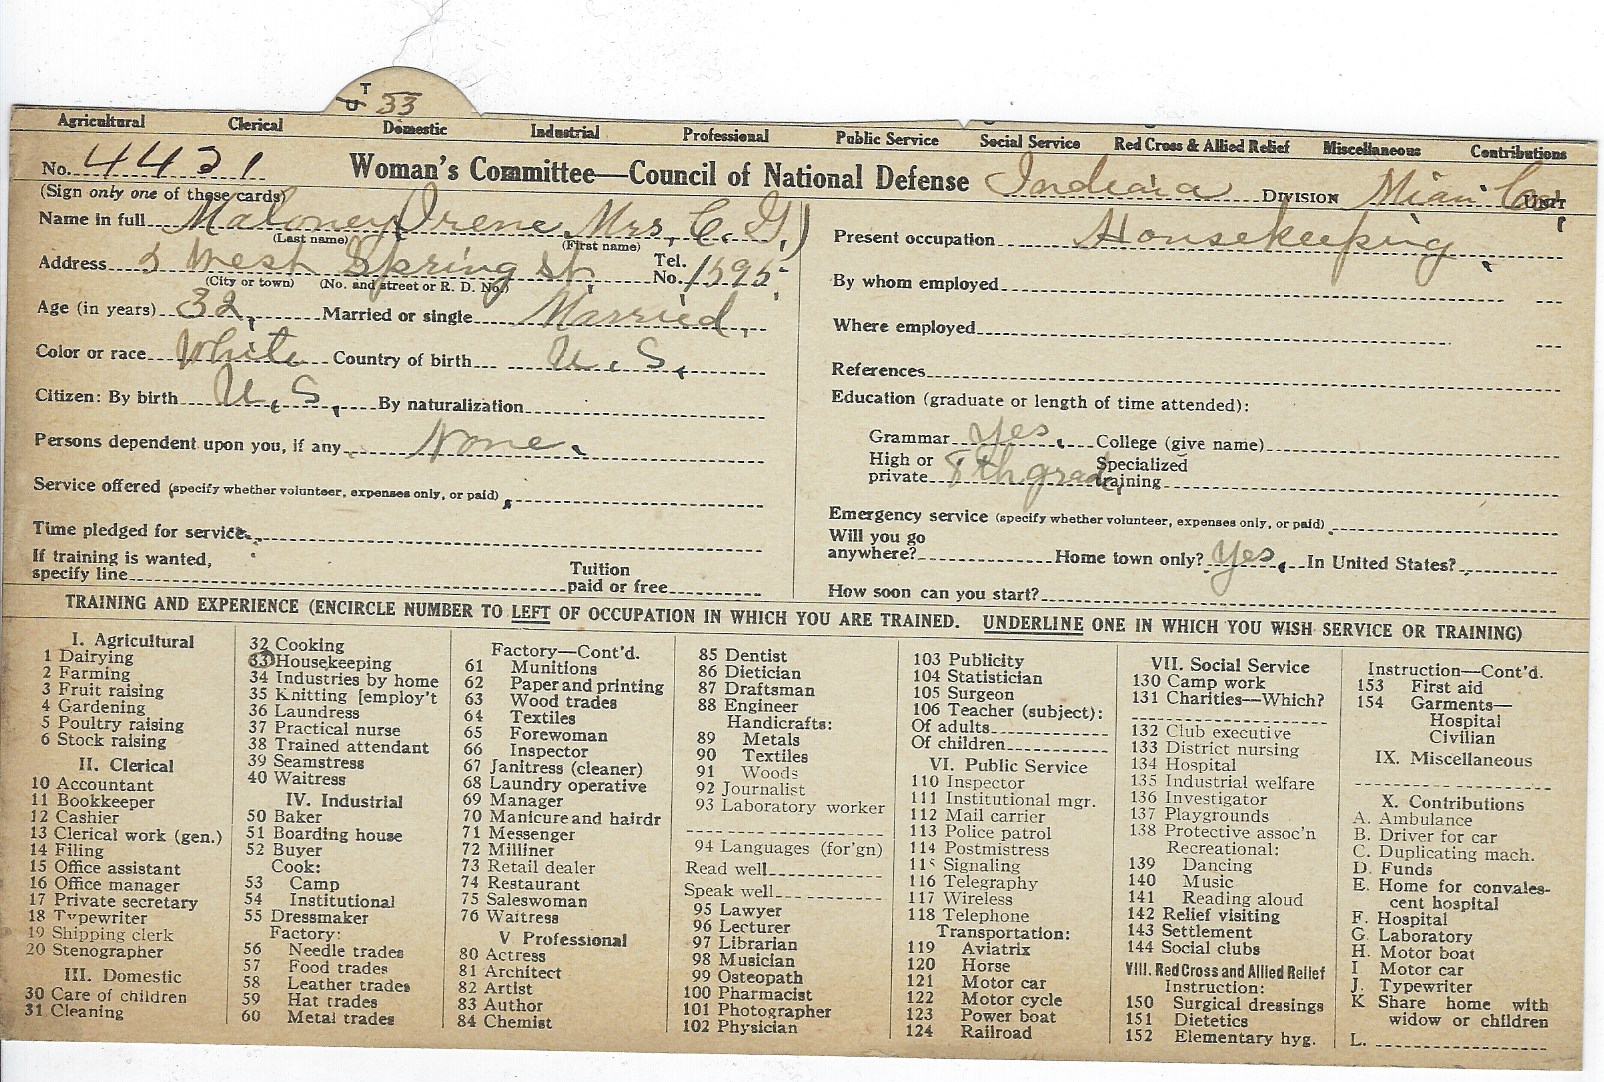 T 33
Agricultural Clerical Domestic Industrial Professional Public Service Social Service Red Cross & Allied Relief Miscellaneous Contributions
No. 4431 Woman's Committee—Council of National Defense Indiana DIVISION Miami Co. UNIT
(Sign only one of these cards)
Name in full Maloney, Irene, Mrs, C. G.)
(Last name) (First name)
Address West Spring St, Tel. No. 1595
(City or town) (No. and street or R. D. No.)
Age (in years) 32, Married or single Married,
Color or race White Country of birth U. S.
Citizen: By birth U. S. By naturalization
Persons dependent upon you, if any None.
Service offered (specify whether volunteer, expenses only, or paid)
Time pledged for service
If training is wanted,
specify line Tuition
paid or free
Present occupation Housekeeping
By whom employed
Where employed
References
Education (graduate or length of time attended):
Grammar yes. College (give name)
High or private 8th grade, Specialized training
Emergency service (specify whether volunteer, expenses only, or paid)
Will you go
anywhere? Home town only? Yes, In United States?
How soon can you start?
TRAINING AND EXPERIENCE (ENCIRCLE NUMBER TO LEFT OF OCCUPATION IN WHICH YOU ARE TRAINED. UNDERLINE ONE IN WHICH YOU WISH SERVICE OR TRAINING)
I. Agricultural
1 Dairying
2 Farming
3 Fruit raising
4 Gardening
5 Poultry raising
6 Stock raising
II. Clerical
10 Accountant
11 Bookkeeper
12 Cashier
13 Clerical work (gen.)
14 Filing
15 Office assistant
16 Office manager
17 Private secretary
18 Typewriter
19 Shipping clerk
20 Stenographer
III. Domestic
30 Care of children
31 Cleaning
32 Cooking
33 Housekeeping
34 Industries by home
35 Knitting [employ't
36 Laundress
37 Practical nurse
38 Trained attendant
39 Seamstress
40 Waitress
IV. Industrial
50 Baker
51 Boarding house
52 Buyer
Cook:
53 Camp
54 Institutional
55 Dressmaker
Factory:
56 Needle trades
57 Food trades
58 Leather trades
59 Hat trades
60 Metal trades
Factory—Cont'd.
61 Munitions
62 Paper and printing
63 Wood trades
64 Textiles
65 Forewoman
66 Inspector
67 Janitress (cleaner)
68 Laundry operative
69 Manager
70 Manicure and hairdr
71 Messenger
72 Milliner
73 Retail dealer
74 Restaurant
75 Saleswoman
76 Waitress
V Professional
80 Actress
81 Architect
82 Artist
83 Author
84 Chemist
85 Dentist
86 Dietician
87 Draftsman
88 Engineer
Handicrafts:
89 Metals
90 Textiles
91 Woods
92 Journalist
93 Laboratory worker
94 Languages (for'gn)
Read well
Speak well
95 Lawyer
96 Lecturer
97 Librarian
98 Musician
99 Osteopath
100 Pharmacist
101 Photographer
102 Physician
103 Publicity
104 Statistician
105 Surgeon
106 Teacher (subject):
Of adults
Of children
VI. Public Service
110 Inspector
111 Institutional mgr.
112 Mail carrier
113 Police patrol
114 Postmistress
115 Signaling
116 Telegraphy
117 Wireless
118 Telephone
Transportation:
119 Aviatrix
120 Horse
121 Motor car
122 Motor cycle
123 Power boat
124 Railroad
VII. Social Service
130 Camp work
131 Charities—Which?
132 Club executive
133 District nursing
134 Hospital
135 Industrial welfare
136 Investigator
137 Playgrounds
138 Protective assoc'n
Recreational:
139 Dancing
140 Music
141 Reading aloud
142 Relief visiting
143 Settlement
144 Social clubs
VIII. Red Cross and Allied Relief
Instruction:
150 Surgical dressings
151 Dietetics
152 Elementary hyg.
Instruction—Cont'd.
153 First aid
154 Garments—
Hospital
Civilian
IX. Miscellaneous
X. Contributions
A. Ambulance
B. Driver for car
C. Duplicating mach.
D. Funds
E. Home for convales-
cent hospital
F. Hospital
G. Laboratory
H. Motor boat
I Motor car
J. Typewriter
K Share home with
widow or children
L.